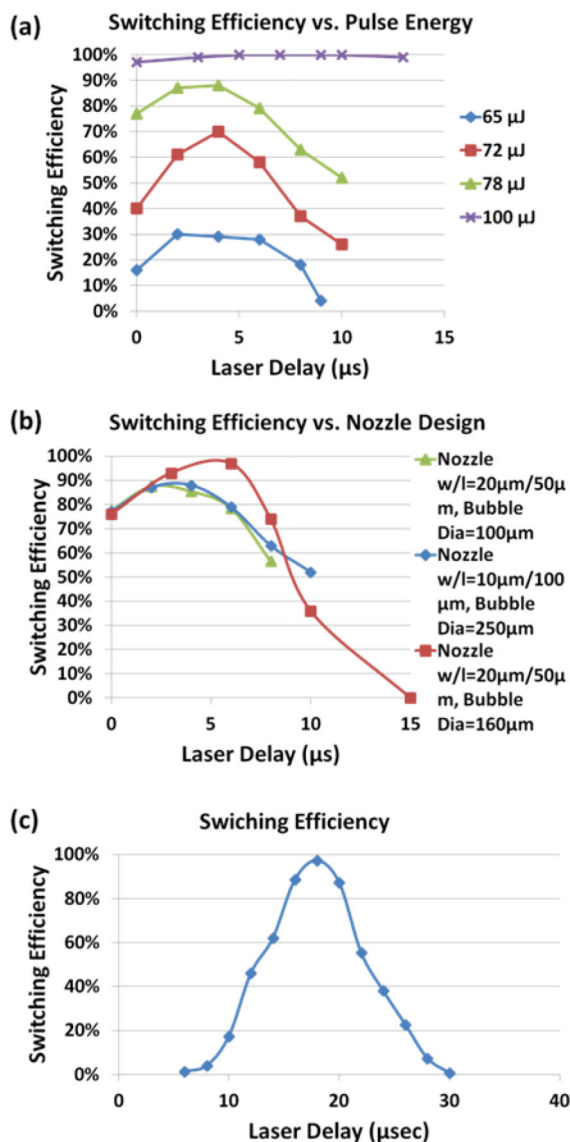 (a)
Switching Efficiency vs. Pulse Energy
100%
90%
80%
70%
60%
50%
40%
30%
20%
10%
0%
Switching Efficiency
0 5 10 15
Laser Delay (µs)
65 µJ
72 µJ
78 µJ
100 µJ
(b)
Switching Efficiency vs. Nozzle Design
100%
90%
80%
70%
60%
50%
40%
30%
20%
10%
0%
Switching Efficiency
0 5 10 15
Laser Delay (µs)
Nozzle
w/l=20µm/50µ
m, Bubble
Dia=100µm
Nozzle
w/l=10µm/100
µm, Bubble
Dia=250µm
Nozzle
w/l=20µm/50µ
m, Bubble
Dia=160µm
(c)
Swiching Efficiency
100%
80%
60%
40%
20%
0%
Switching Efficiency
0 10 20 30 40
Laser Delay (µsec)